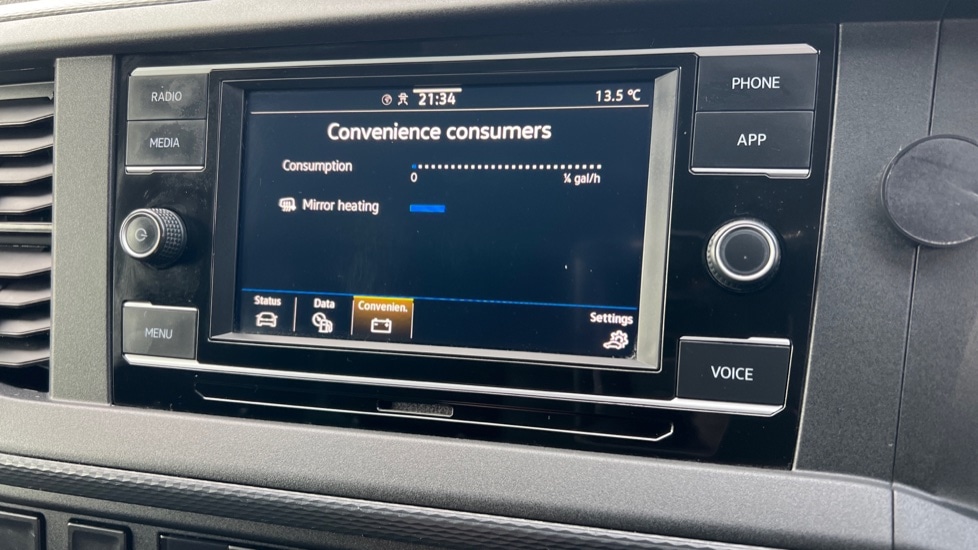 RADIO
MEDIA
MENU
21:34
13.5 °C
Convenience consumers
Consumption
0
¼ gal/h
Mirror heating
Status
Data
Convenien.
Settings
PHONE
APP
VOICE